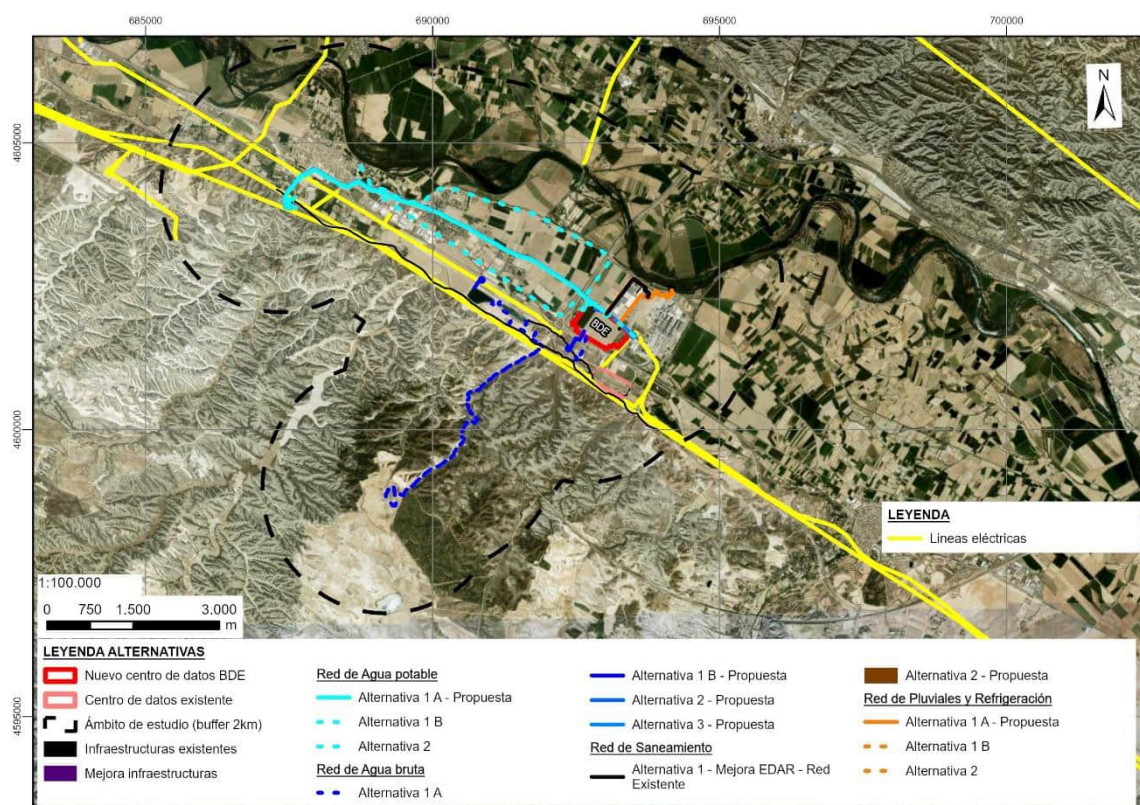 685000
690000
695000
700000
N
4605000
BDE
4600000
LEYENDA
Lineas eléctricas
1:100.000
0 750 1.500 3.000
m
LEYENDA ALTERNATIVAS
Nuevo centro de datos BDE
Centro de datos existente
Ámbito de estudio (buffer 2km)
Infraestructuras existentes
Mejora infraestructuras
Red de Agua potable
Alternativa 1 A - Propuesta
Alternativa 1 B
Alternativa 2
Red de Agua bruta
Alternativa 1 A
Alternativa 1 B - Propuesta
Alternativa 2 - Propuesta
Alternativa 3 - Propuesta
Red de Saneamiento
Alternativa 1 - Mejora EDAR - Red
Existente
Alternativa 2 - Propuesta
Red de Pluviales y Refrigeración
Alternativa 1 A - Propuesta
Alternativa 1 B
Alternativa 2
4595000